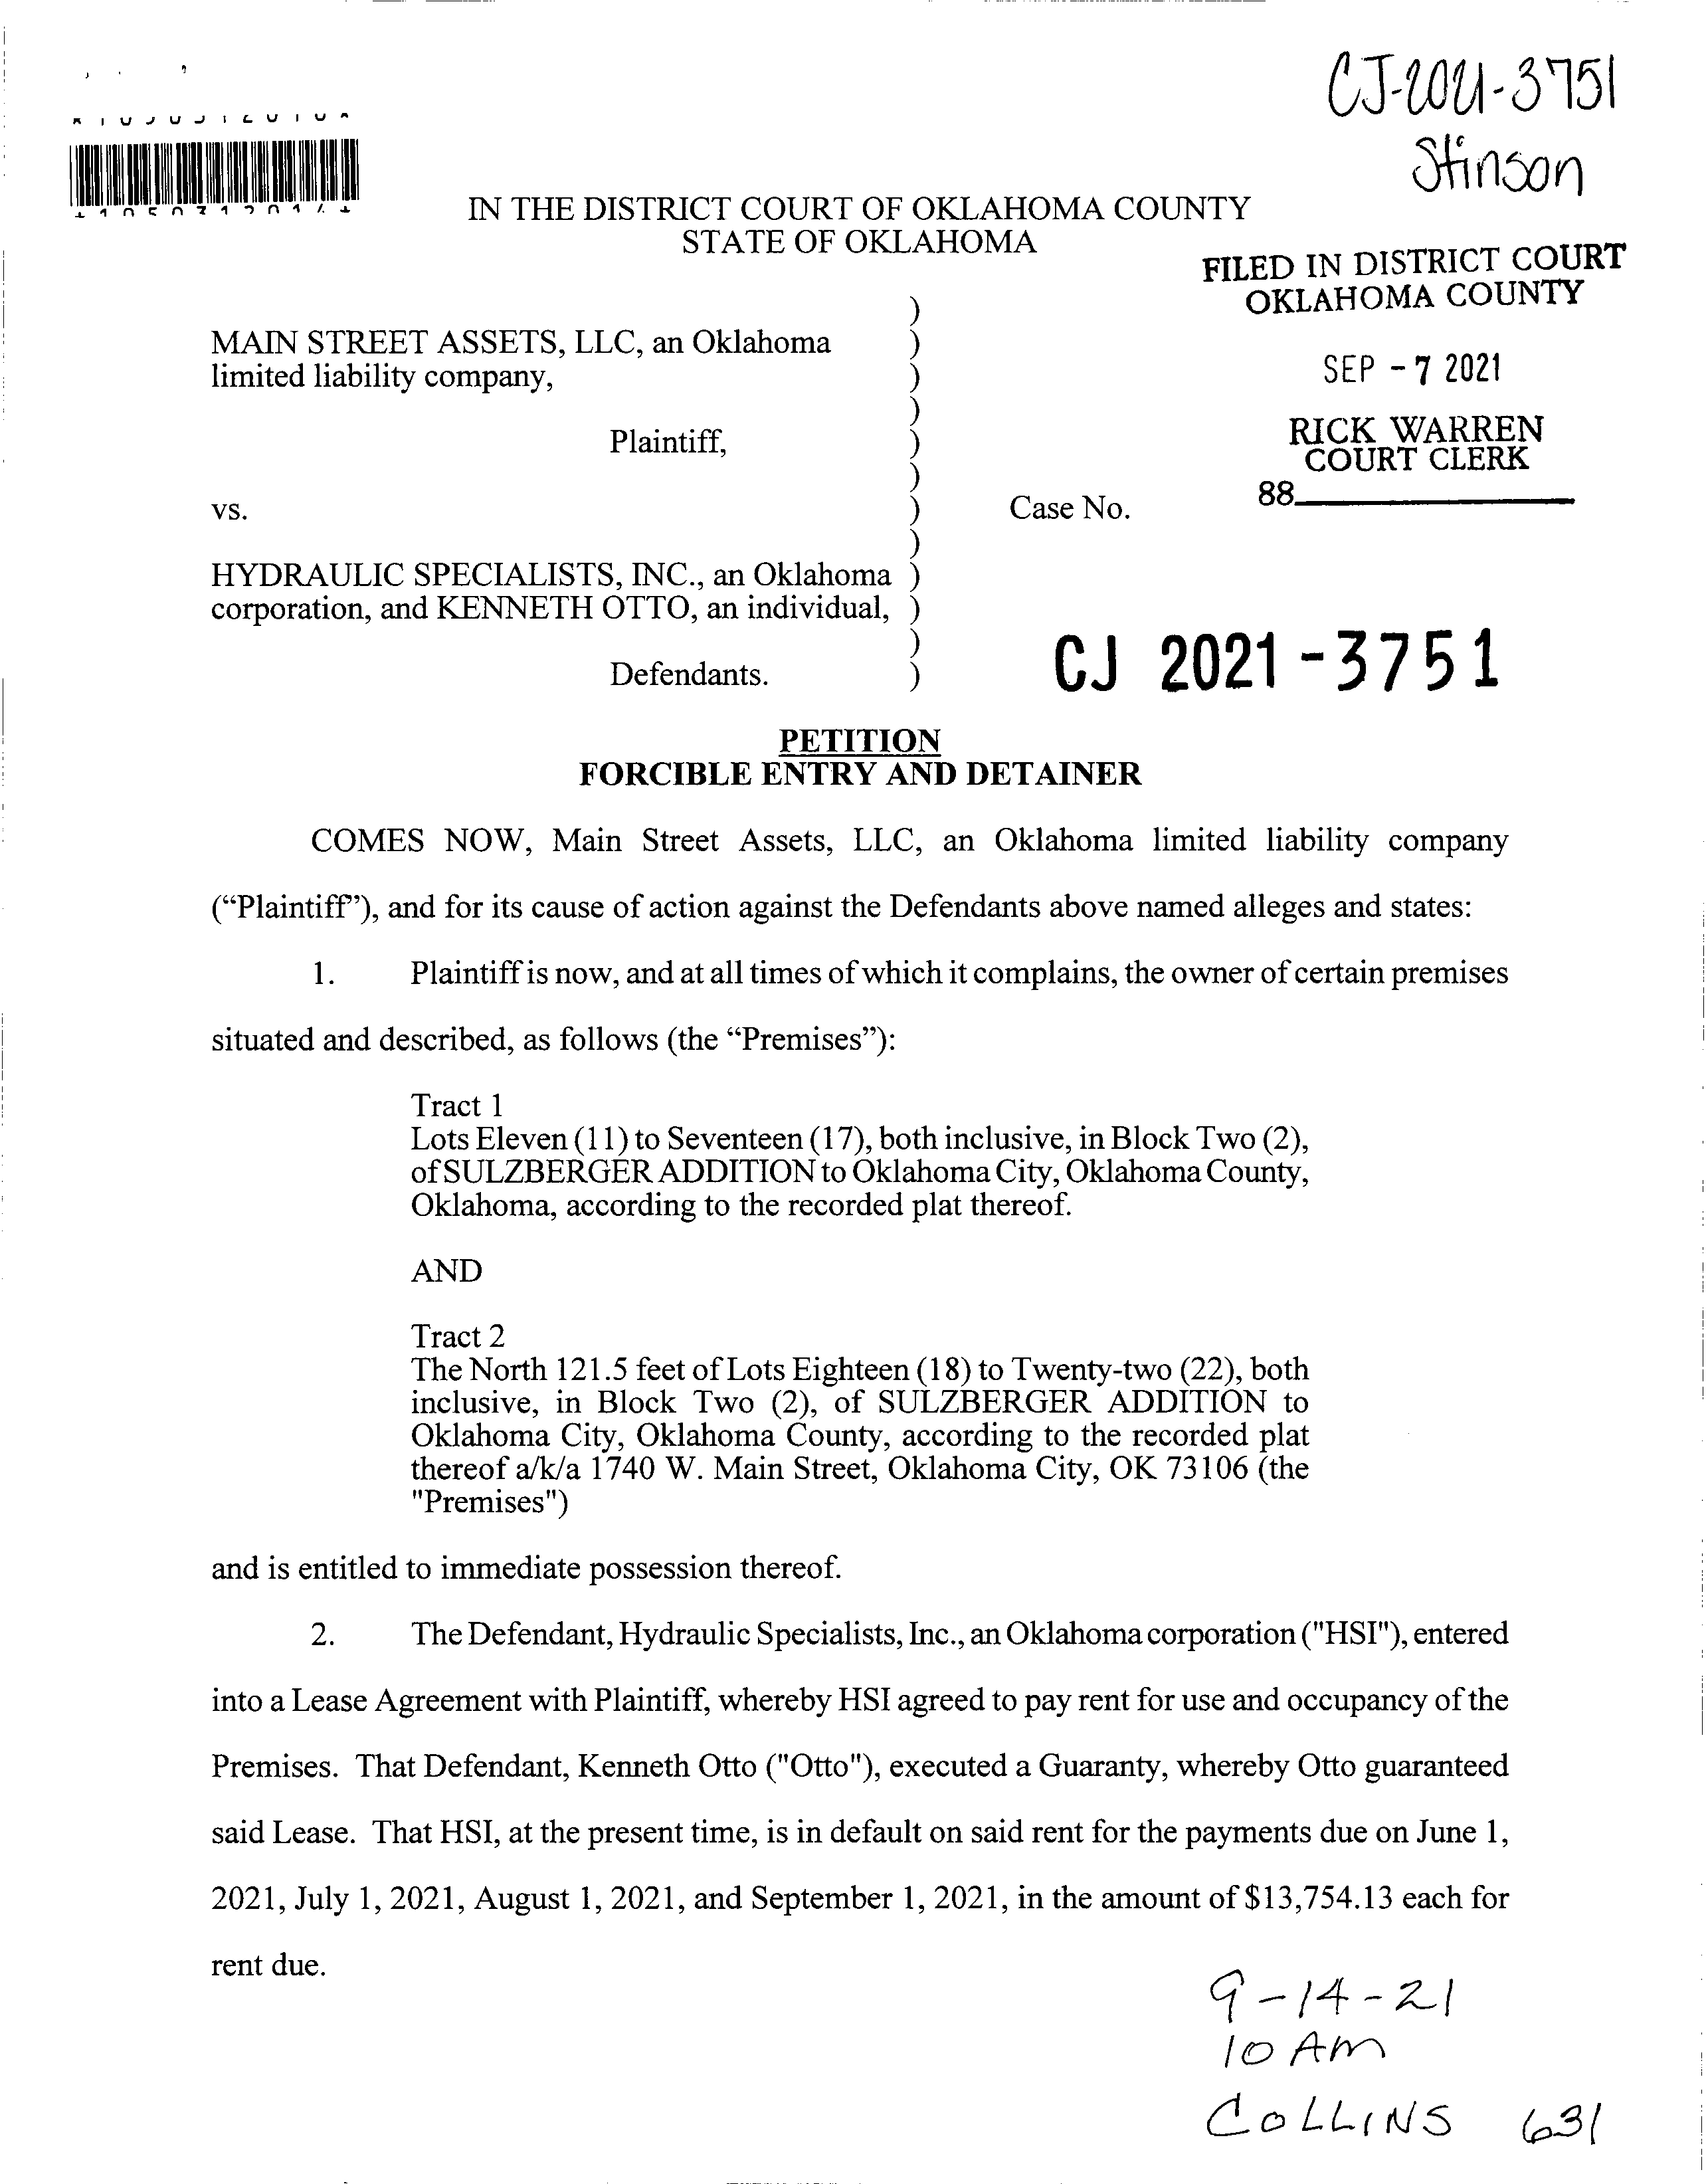 CJ-2021-3751
Stinson
IN THE DISTRICT COURT OF OKLAHOMA COUNTY
STATE OF OKLAHOMA
FILED IN DISTRICT COURT
OKLAHOMA COUNTY
SEP - 7 2021
RICK WARREN
COURT CLERK
88
MAIN STREET ASSETS, LLC, an Oklahoma )
limited liability company, )
Plaintiff, )
vs. ) Case No.
HYDRAULIC SPECIALISTS, INC., an Oklahoma )
corporation, and KENNETH OTTO, an individual, )
Defendants. )
CJ 2021-3751
PETITION
FORCIBLE ENTRY AND DETAINER
COMES NOW, Main Street Assets, LLC, an Oklahoma limited liability company
(“Plaintiff”), and for its cause of action against the Defendants above named alleges and states:
1. Plaintiff is now, and at all times of which it complains, the owner of certain premises
situated and described, as follows (the “Premises”):
Tract 1
Lots Eleven (11) to Seventeen (17), both inclusive, in Block Two (2),
of SULZBERGER ADDITION to Oklahoma City, Oklahoma County,
Oklahoma, according to the recorded plat thereof.
AND
Tract 2
The North 121.5 feet of Lots Eighteen (18) to Twenty-two (22), both
inclusive, in Block Two (2), of SULZBERGER ADDITION to
Oklahoma City, Oklahoma County, according to the recorded plat
thereof a/k/a 1740 W. Main Street, Oklahoma City, OK 73106 (the
"Premises")
and is entitled to immediate possession thereof.
2. The Defendant, Hydraulic Specialists, Inc., an Oklahoma corporation ("HSI"), entered
into a Lease Agreement with Plaintiff, whereby HSI agreed to pay rent for use and occupancy of the
Premises. That Defendant, Kenneth Otto ("Otto"), executed a Guaranty, whereby Otto guaranteed
said Lease. That HSI, at the present time, is in default on said rent for the payments due on June 1,
2021, July 1, 2021, August 1, 2021, and September 1, 2021, in the amount of $13,754.13 each for
rent due.
9-14-21
10 AM
COLLINS 631